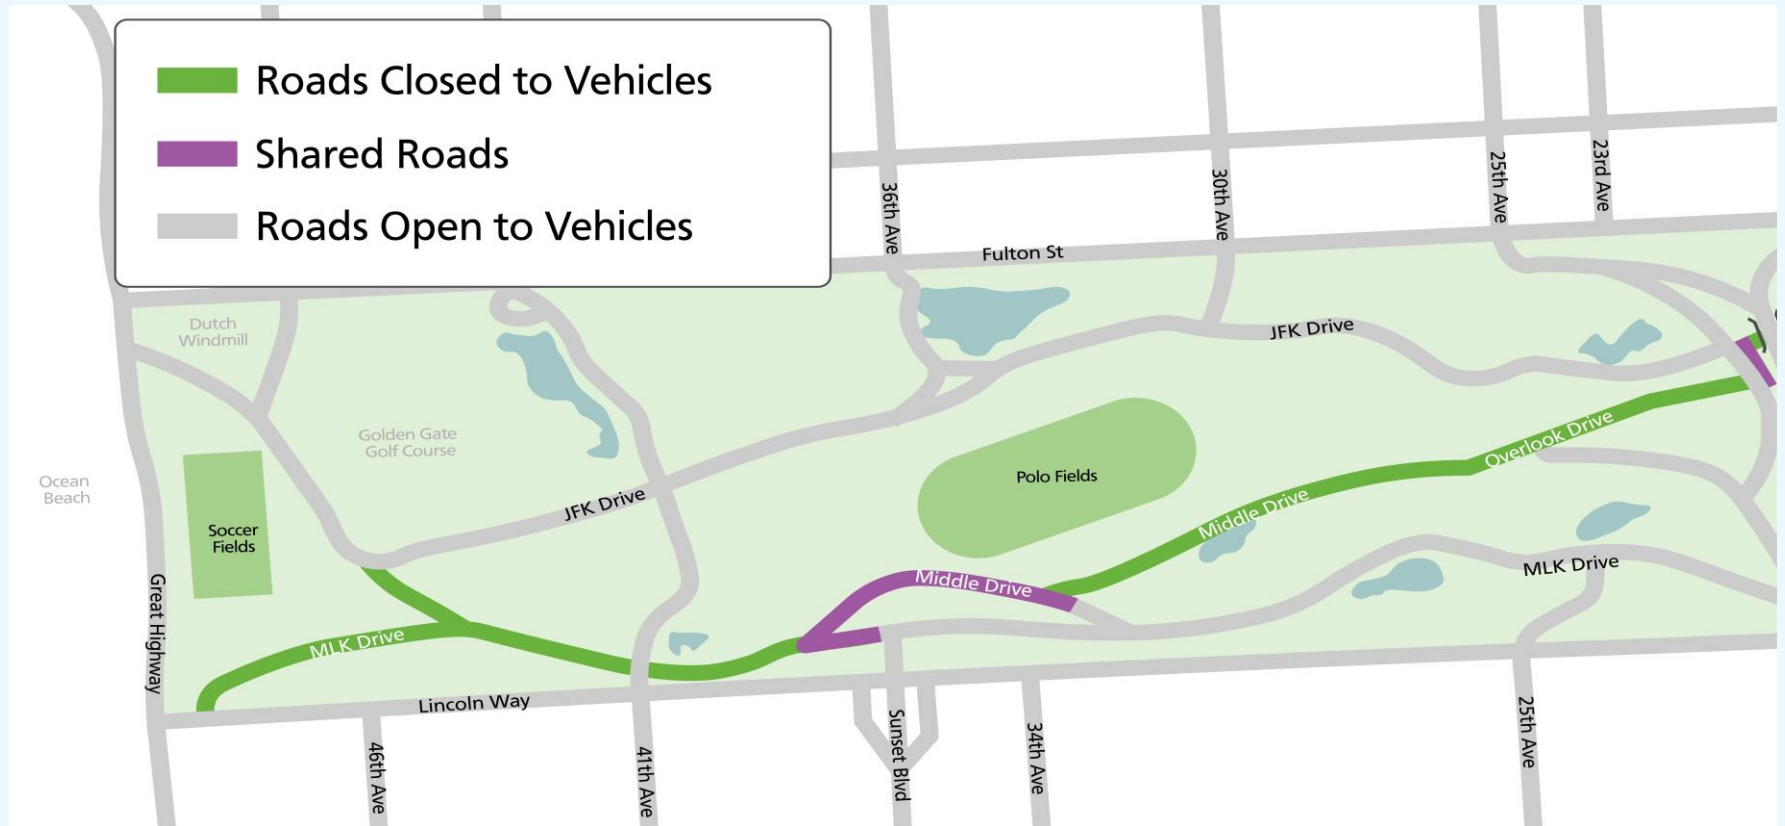 Roads Closed to Vehicles
Shared Roads
Roads Open to Vehicles
36th Ave
30th Ave
25th Ave
23rd Ave
Fulton St
Dutch
Windmill
JFK Drive
Golden Gate
Golf Course
Overlook Drive
Ocean
Beach
Polo Fields
JFK Drive
Middle Drive
Soccer
Fields
MLK Drive
Middle Drive
Great Highway
MLK Drive
Lincoln Way
46th Ave
41th Ave
Sunset Blvd
34th Ave
25th Ave